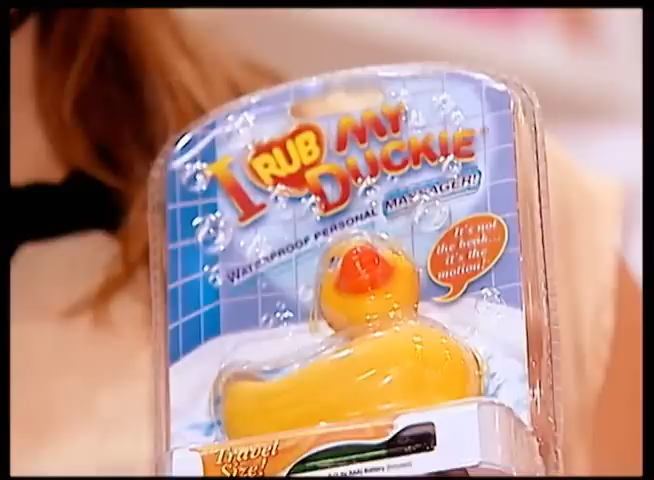 I RUB MY
DUCKIE
WATERPROOF PERSONAL MASSAGER!
It's not
the beak...
it's the
motion!
Travel
Size!